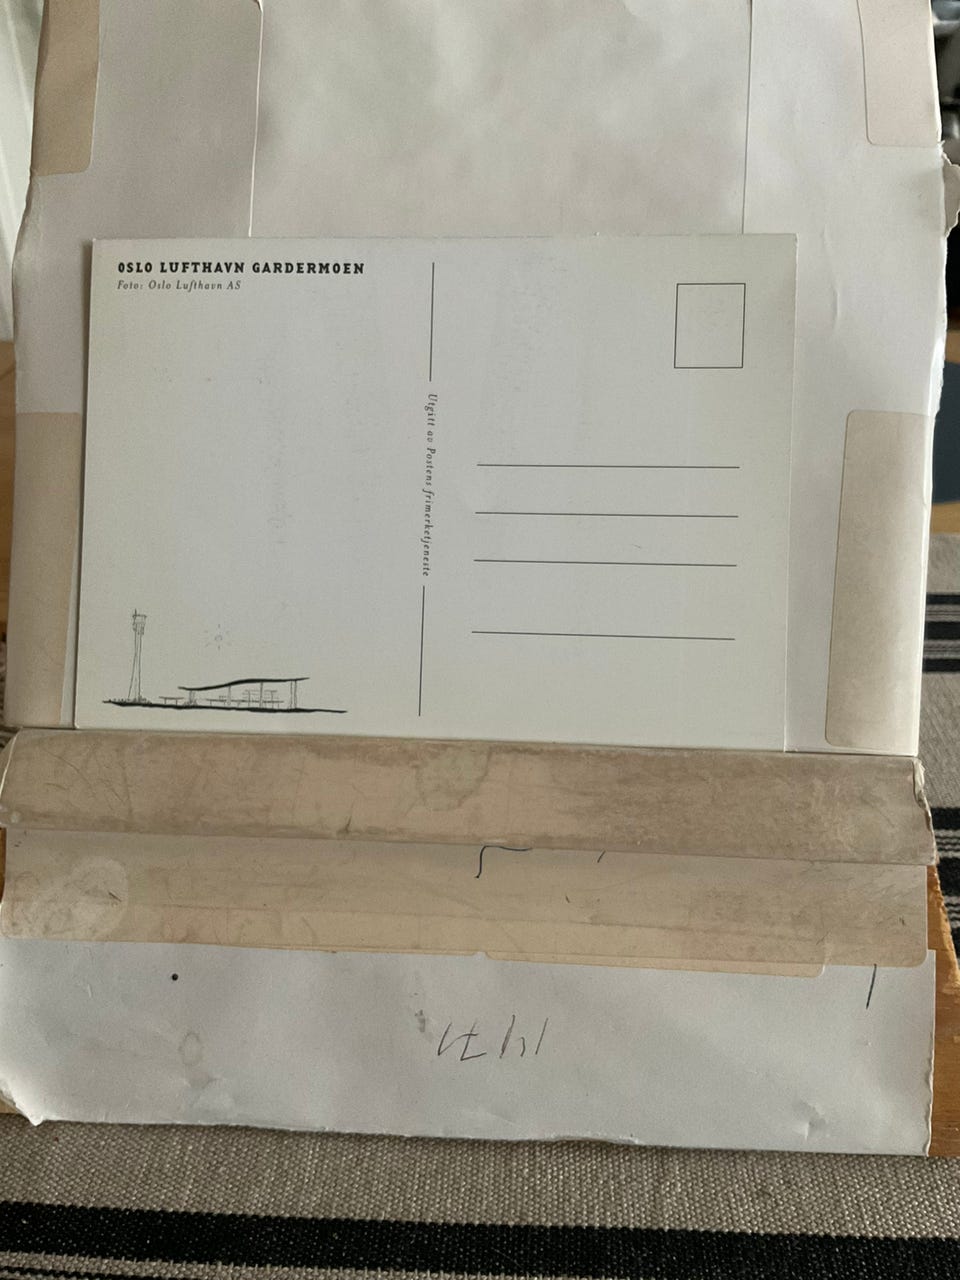 OSLO LUFTHAVN GARDERMOEN
Foto: Oslo Lufthavn AS
Utgitt av Postens frimerketjeneste